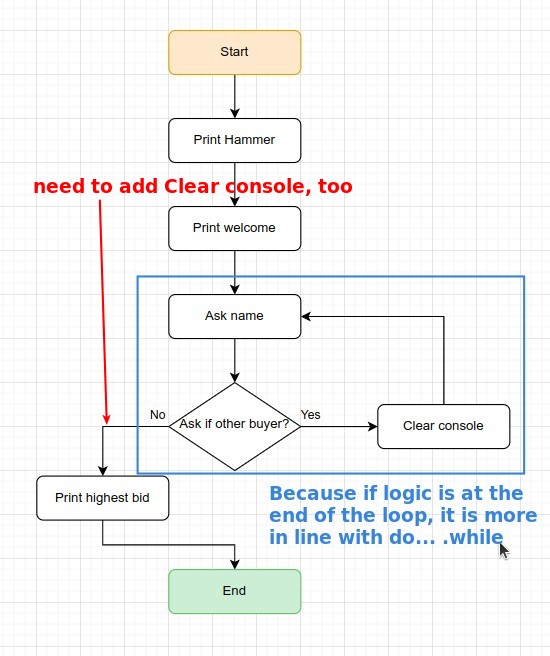 Start
Print Hammer
need to add Clear console, too
Print welcome
Ask name
No
Ask if other buyer?
Yes
Clear console
Print highest bid
Because if logic is at the
end of the loop, it is more
in line with do... .while
End